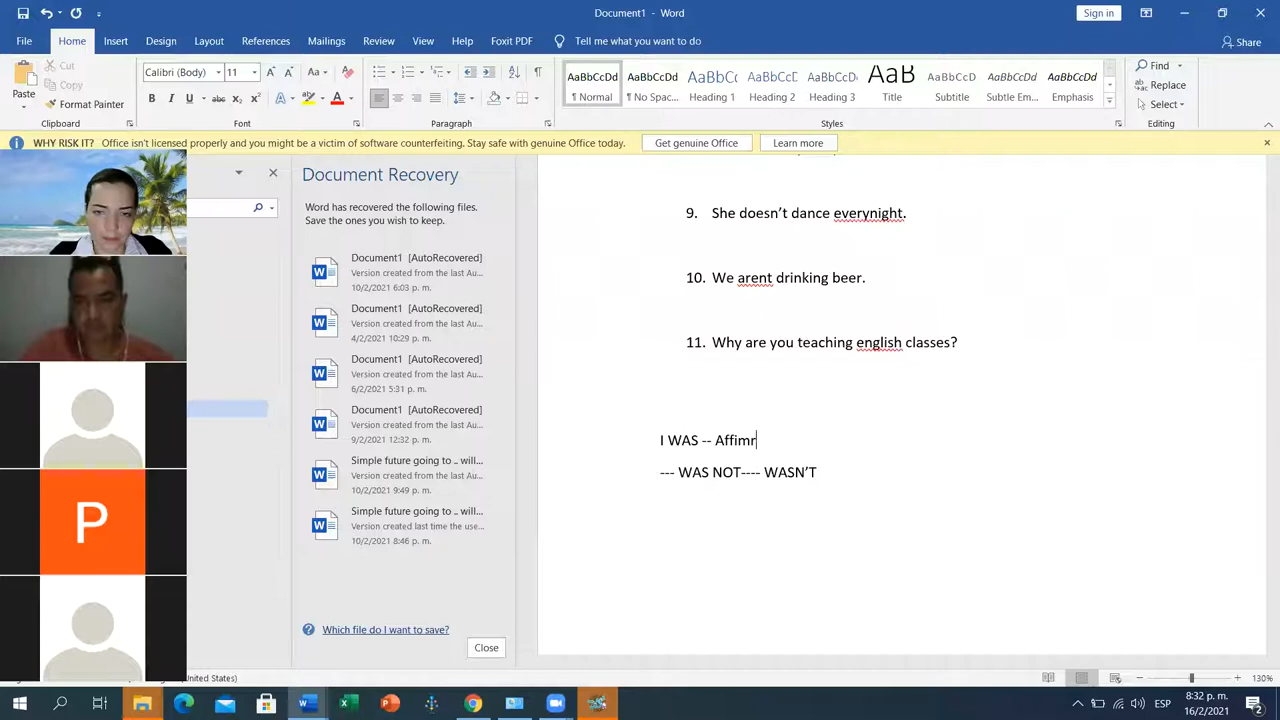 Document1 - Word
Sign in
File Home Insert Design Layout References Mailings Review View Help Foxit PDF Tell me what you want to do Share
Paste
Cut
Copy
Format Painter
Clipboard
Calibri (Body) 11
Font
Paragraph
AaBbCcDd AaBbCcDd AaBbC AaBbCcD AaBbCcD AaB AaBbCcD AaBbCcDd AaBbCcDd
¶ Normal ¶ No Spac... Heading 1 Heading 2 Heading 3 Title Subtitle Subtle Em... Emphasis
Styles
Find
Replace
Select
Editing
WHY RISK IT? Office isn't licensed properly and you might be a victim of software counterfeiting. Stay safe with genuine Office today. Get genuine Office Learn more
Document Recovery
Word has recovered the following files.
Save the ones you wish to keep.
Document1 [AutoRecovered]
Version created from the last Au...
10/2/2021 6:03 p. m.
Document1 [AutoRecovered]
Version created from the last Au...
4/2/2021 10:29 p. m.
Document1 [AutoRecovered]
Version created from the last Au...
6/2/2021 5:31 p. m.
Document1 [AutoRecovered]
Version created from the last Au...
9/2/2021 12:32 p. m.
Simple future going to .. will...
Version created from the last Au...
10/2/2021 9:49 p. m.
Simple future going to .. will...
Version created last time the use...
10/2/2021 8:46 p. m.
Which file do I want to save?
Close
9. She doesn't dance everynight.
10. We arent drinking beer.
11. Why are you teaching english classes?
I WAS -- Affimr
--- WAS NOT---- WASN'T
P
United States)
130%
ESP
8:32 p. m.
16/2/2021
2